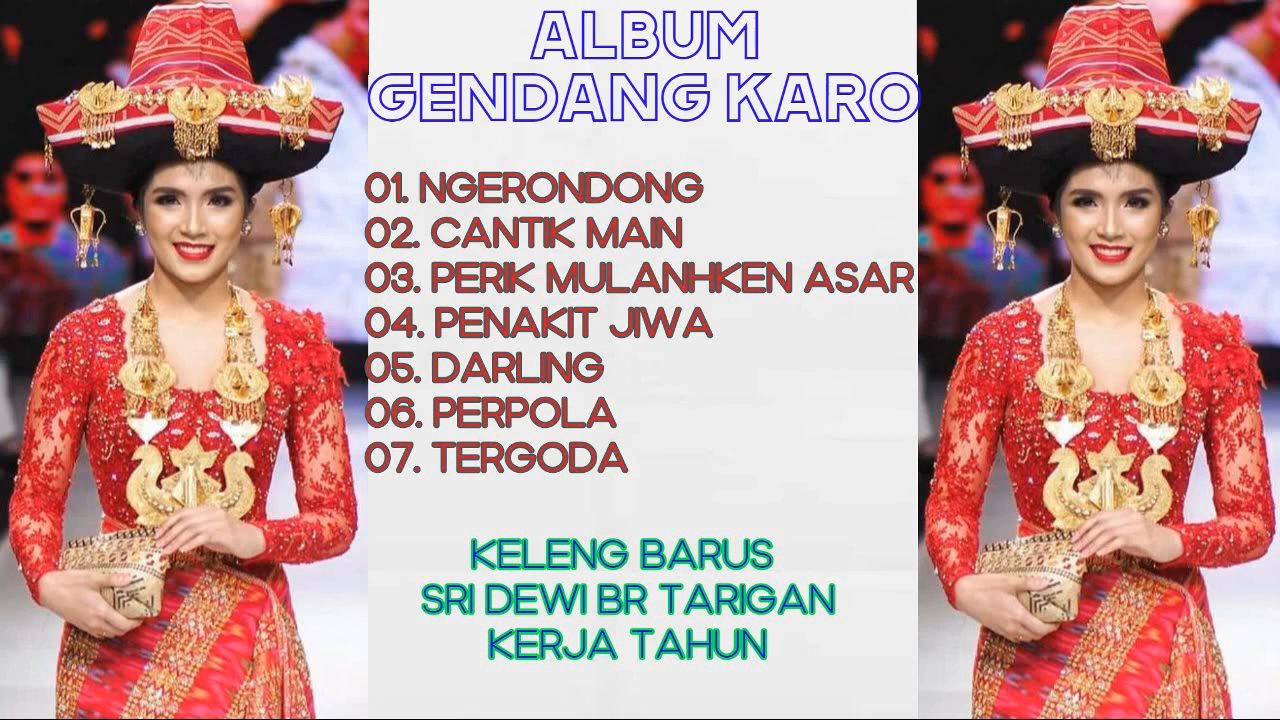 ALBUM
GENDANG KARO
01. NGERONDONG
02. CANTIK MAIN
03. PERIK MULANHKEN ASAR
04. PENAKIT JIWA
05. DARLING
06. PERPOLA
07. TERGODA
KELENG BARUS
SRI DEWI BR TARIGAN
KERJA TAHUN